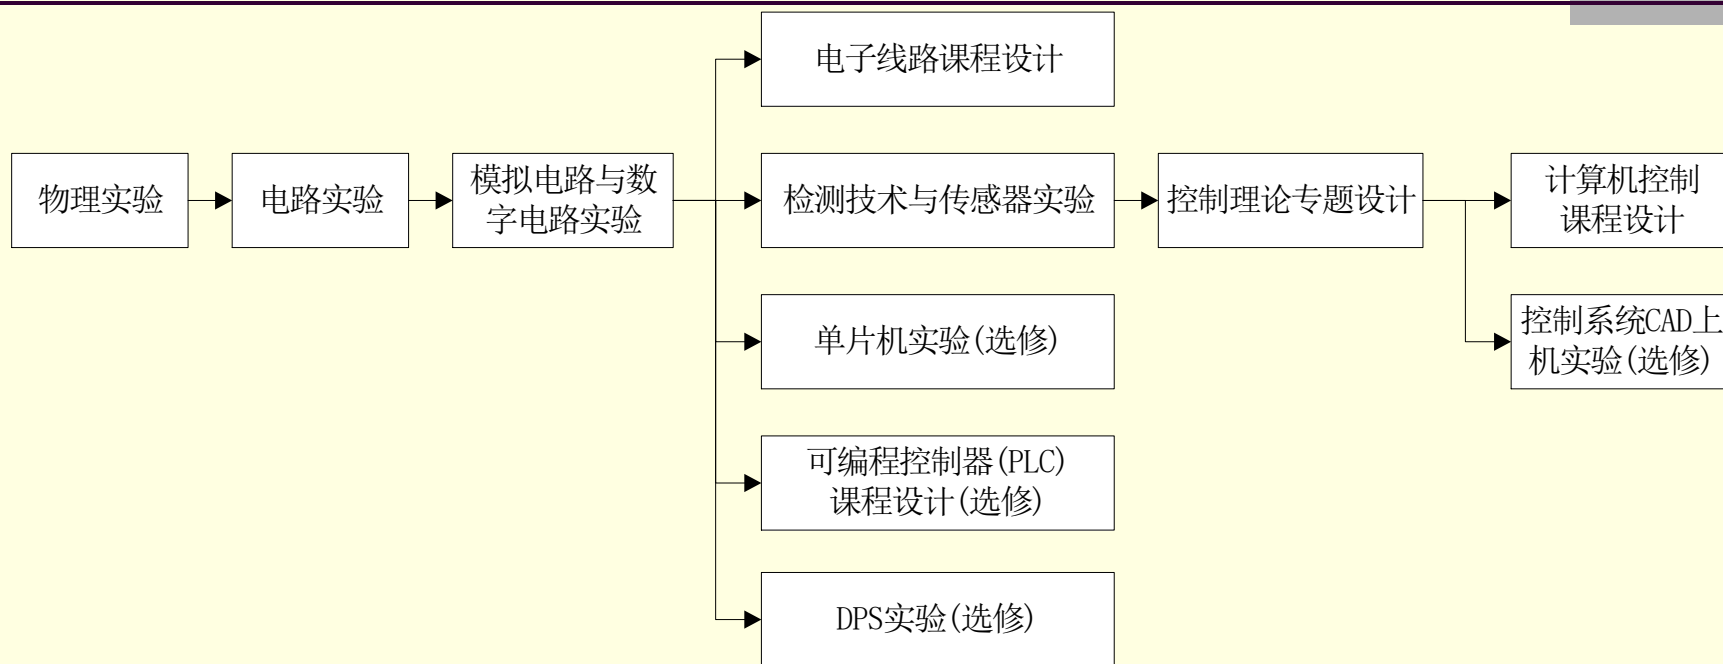 电子线路课程设计
物理实验
电路实验
模拟电路与数
字电路实验
检测技术与传感器实验
控制理论专题设计
计算机控制
课程设计
单片机实验(选修)
控制系统CAD上
机实验(选修)
可编程控制器(PLC)
课程设计(选修)
DPS实验(选修)